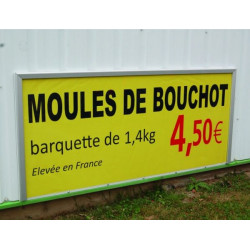 MOULES DE BOUCHOT
barquette de 1,4kg 4,50€
Elevée en France